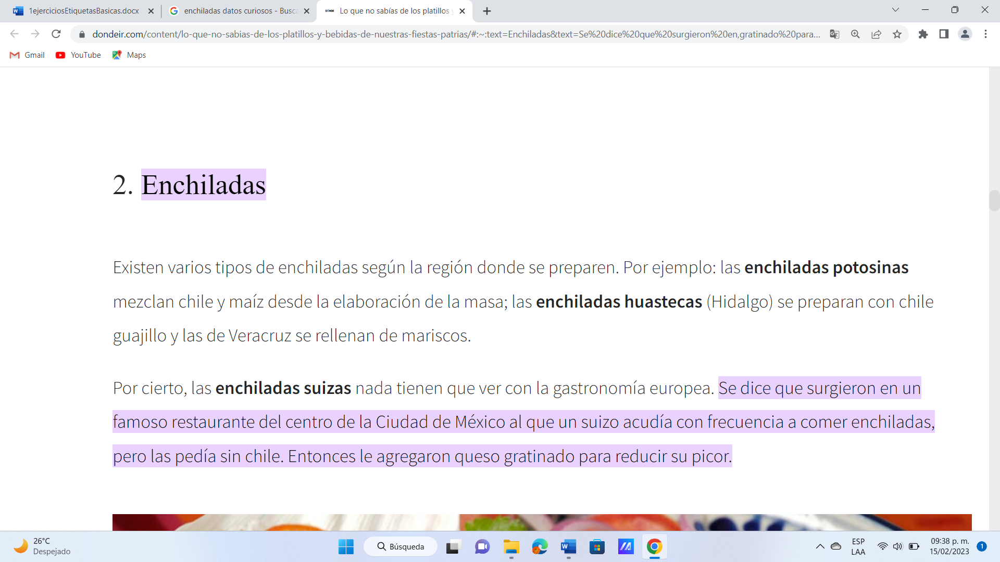 1ejerciciosEtiquetasBasicas.docx
enchiladas datos curiosos - Busca
DÓNDE
Lo que no sabías de los platillos y
dondeir.com/content/lo-que-no-sabias-de-los-platillos-y-bebidas-de-nuestras-fiestas-patrias/#:~:text=Enchiladas&text=Se%20dice%20que%20surgieron%20en,gratinado%20para...
Gmail
YouTube
Maps
2. Enchiladas
Existen varios tipos de enchiladas según la región donde se preparen. Por ejemplo: las enchiladas potosinas
mezclan chile y maíz desde la elaboración de la masa; las enchiladas huastecas (Hidalgo) se preparan con chile
guajillo y las de Veracruz se rellenan de mariscos.
Por cierto, las enchiladas suizas nada tienen que ver con la gastronomía europea. Se dice que surgieron en un
famoso restaurante del centro de la Ciudad de México al que un suizo acudía con frecuencia a comer enchiladas,
pero las pedía sin chile. Entonces le agregaron queso gratinado para reducir su picor.
26°C
Despejado
Búsqueda
ESP
LAA
09:38 p. m.
15/02/2023
1